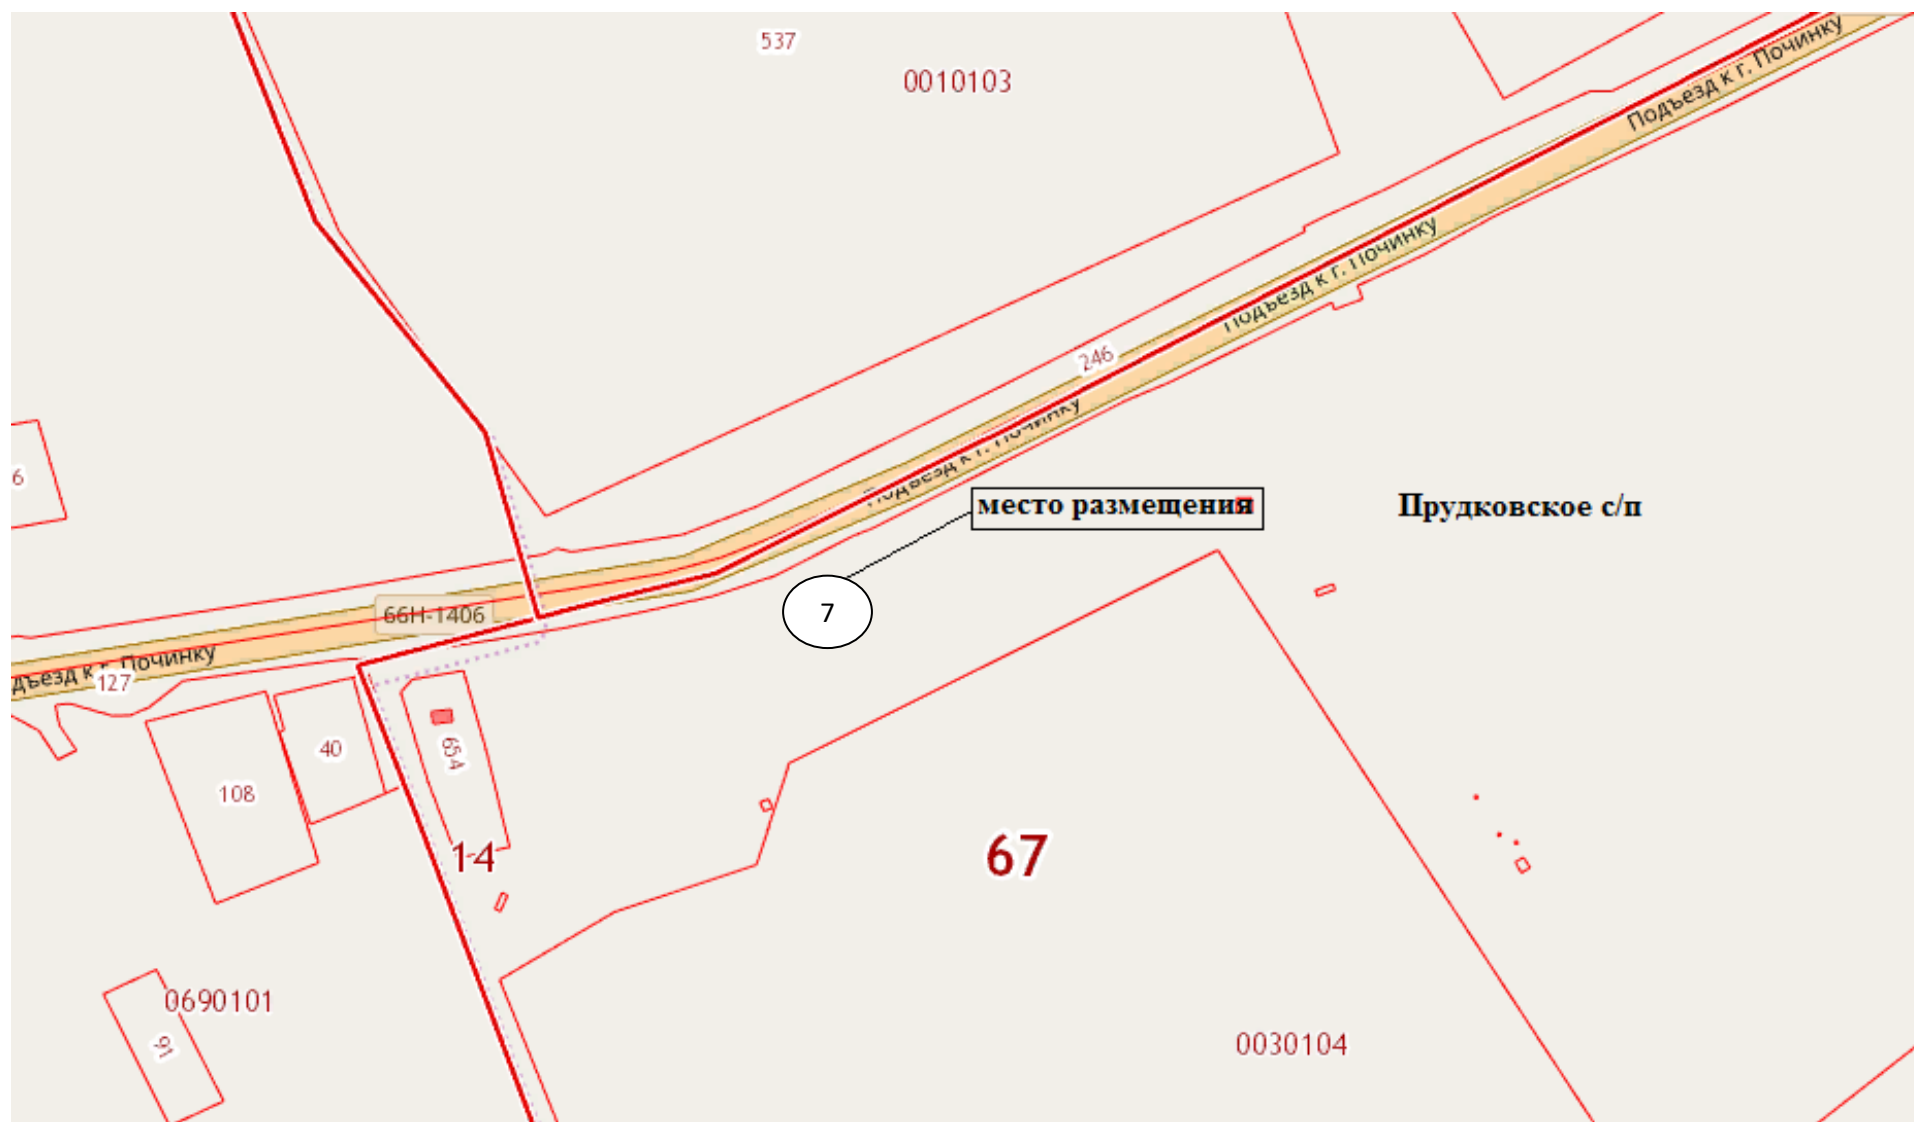 537
0010103
Подъезд к г. Починку
Подъезд к г. Починку
246
Подъезд к г. Починку
6
место размещения
Прудковское с/п
7
66Н-1406
дъезд к г. Починку
127
40
654
108
14
67
0690101
91
0030104